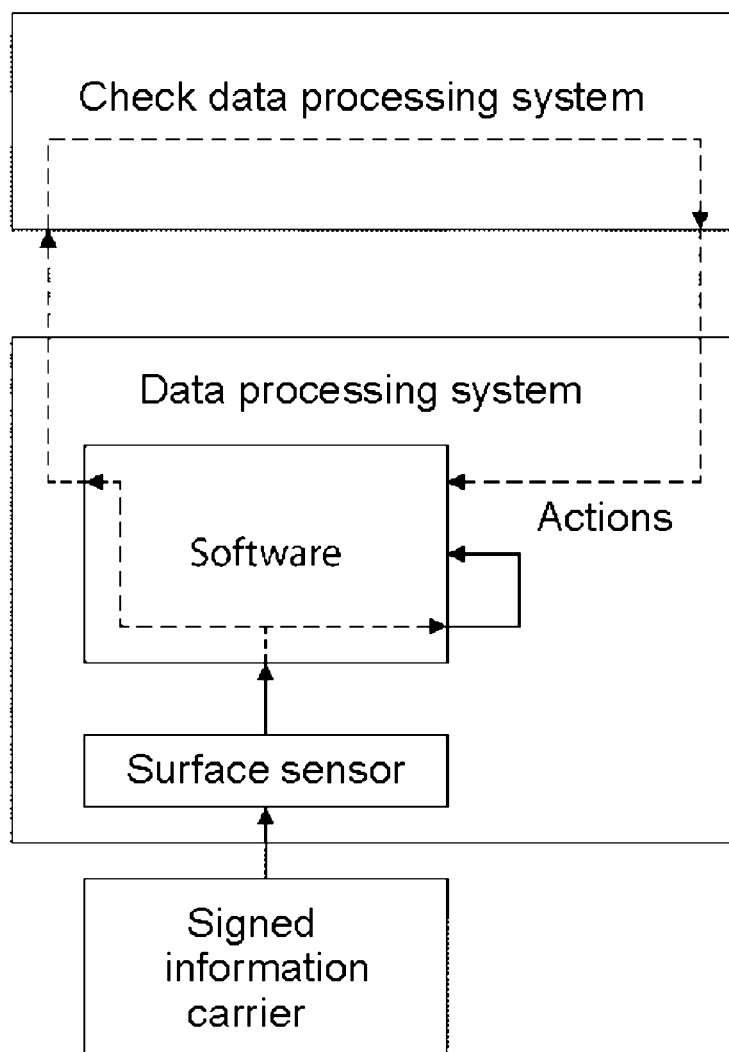 Check data processing system
Data processing system
Actions
Software
Surface sensor
Signed
information
carrier